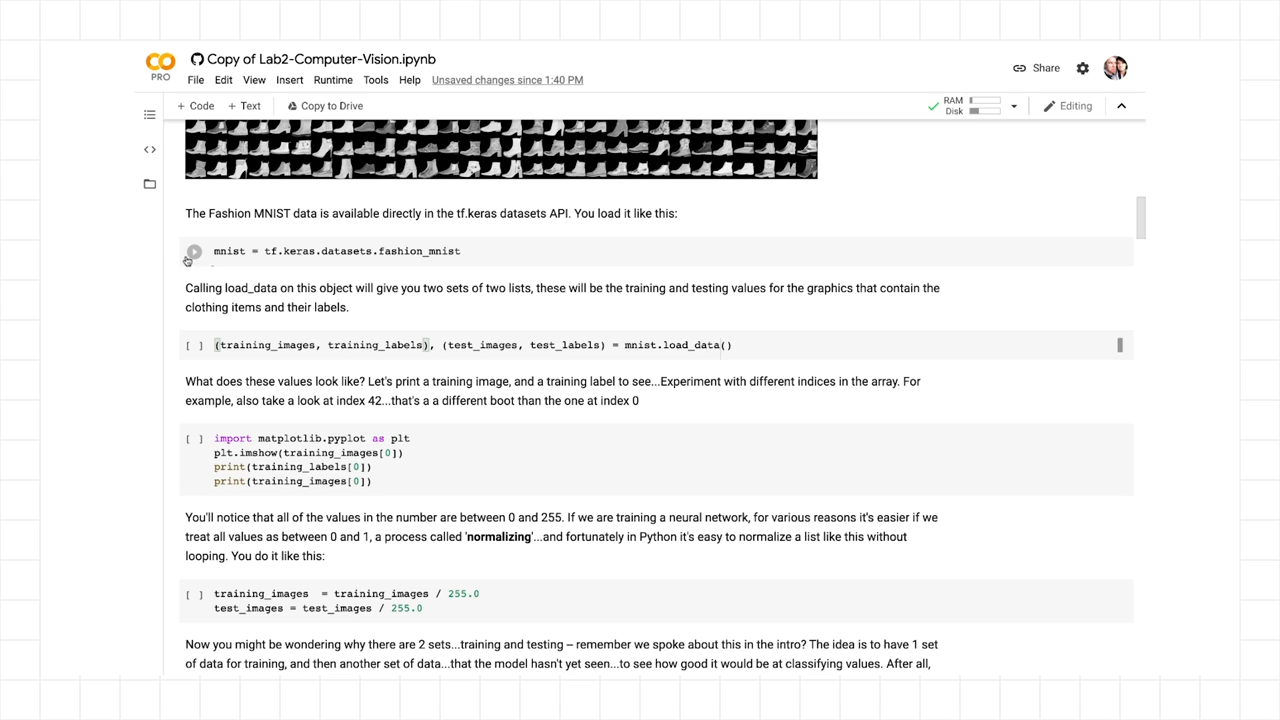 Copy of Lab2-Computer-Vision.ipynb
PRO
File Edit View Insert Runtime Tools Help Unsaved changes since 1:40 PM
Share
+ Code + Text Copy to Drive
RAM
Disk
Editing
The Fashion MNIST data is available directly in the tf.keras datasets API. You load it like this:
mnist = tf.keras.datasets.fashion_mnist
Calling load_data on this object will give you two sets of two lists, these will be the training and testing values for the graphics that contain the
clothing items and their labels.
[ ] (training_images, training_labels), (test_images, test_labels) = mnist.load_data()
What does these values look like? Let's print a training image, and a training label to see...Experiment with different indices in the array. For
example, also take a look at index 42...that's a a different boot than the one at index 0
[ ] import matplotlib.pyplot as plt
plt.imshow(training_images[0])
print(training_labels[0])
print(training_images[0])
You'll notice that all of the values in the number are between 0 and 255. If we are training a neural network, for various reasons it's easier if we
treat all values as between 0 and 1, a process called 'normalizing'...and fortunately in Python it's easy to normalize a list like this without
looping. You do it like this:
[ ] training_images  = training_images / 255.0
test_images = test_images / 255.0
Now you might be wondering why there are 2 sets...training and testing – remember we spoke about this in the intro? The idea is to have 1 set
of data for training, and then another set of data...that the model hasn't yet seen...to see how good it would be at classifying values. After all,